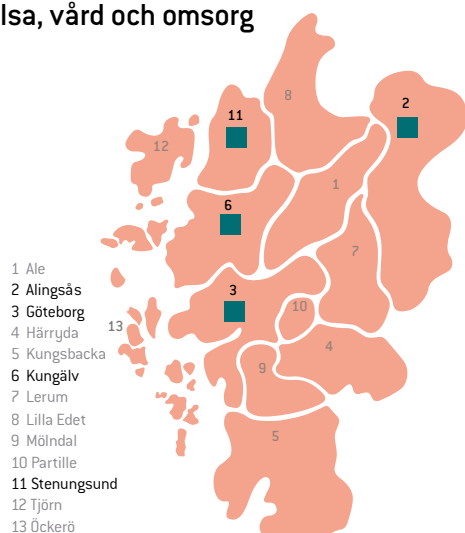 lsa, vård och omsorg
8
2
11
12
1
6
7
3
10
13
4
9
5
1 Ale
2 Alingsås
3 Göteborg
4 Härryda
5 Kungsbacka
6 Kungälv
7 Lerum
8 Lilla Edet
9 Mölndal
10 Partille
11 Stenungsund
12 Tjörn
13 Öckerö